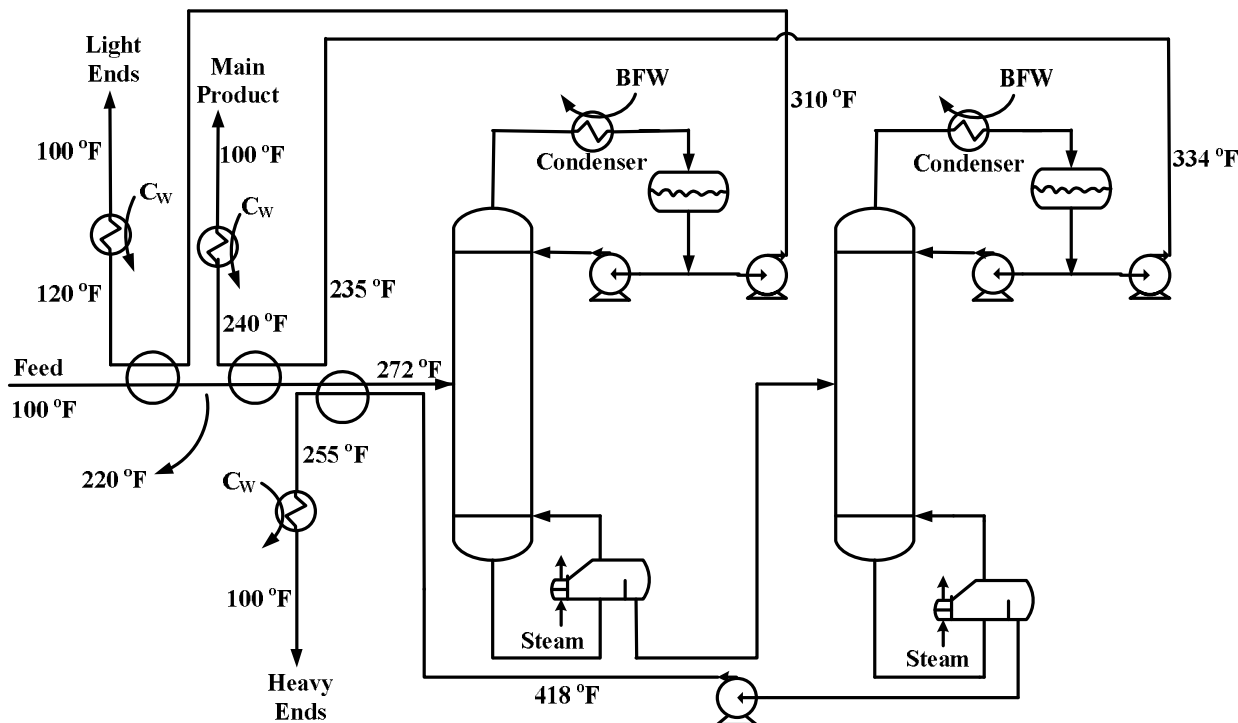 Light
Ends
Main
Product
BFW
BFW
310 °F
100 °F
100 °F
Condenser
Condenser
334 °F
Cw
Cw
120 °F
235 °F
240 °F
Feed
272 °F
100 °F
255 °F
220 °F
Cw
100 °F
Steam
Steam
Heavy
Ends
418 °F